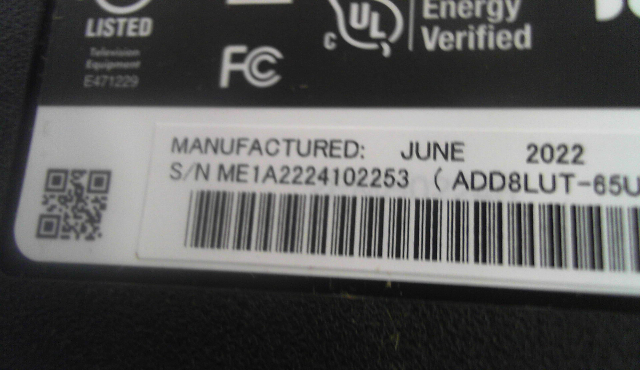 LISTED
Television
Equipment
E471229
FC
c UL
Energy
Verified
MANUFACTURED: JUNE 2022
S/N ME1A2224102253 ( ADD8LUT-65U